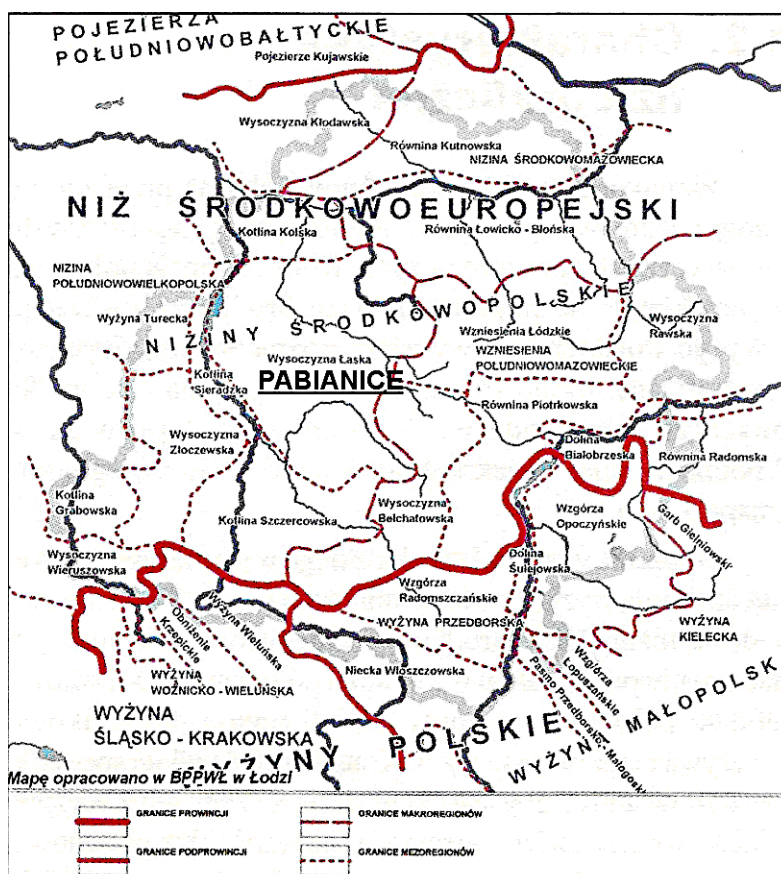 POJEZIERZA
POŁUDNIOWOBAŁTYCKIE
Pojezierze Kujawskie
Wysoczyzna Kłodawska
Równina Kutnowska
NIZINA ŚRODKOWOMAZOWIECKA
NIŻ ŚRODKOWOEUROPEJSKI
Kotlina Kolska
Równina Łowicko - Błońska
NIZINA
POŁUDNIOWOWIELKOPOLSKA
Wyżyna Turecka
NIZINY ŚRODKOWOPOLSKIE
Wzniesienia Łódzkie
Wysoczyzna
Rawska
Wysoczyzna Łaska
WZNIESIENIA
POŁUDNIOWOMAZOWIECKIE
Kotlina
Sieradzka
PABIANICE
Równina Piotrkowska
Wysoczyzna
Złoczewska
Dolina
Białobrzeska
Równina Radomska
Kotlina
Grabowska
Kotlina Szczercowska
Wysoczyzna
Bełchatowska
Wzgórza
Opoczyńskie
Garb Gielniowski
Wysoczyzna
Wieruszowska
Dolina
Sulejowska
Wzgórza
Radomszczańskie
WYŻYNA PRZEDBORSKA
WYŻYNA
KIELECKA
Obniżenie
Krzepickie
Wyżyna Wieluńska
WYŻYNA
WOŹNICKO - WIELUŃSKA
Niecka Włoszczowska
Wzgórza
Łopuszańskie
Pasmo Przedborsko - Małogoskie
WYŻYNA
ŚLĄSKO - KRAKOWSKA
WYŻYNY POLSKIE
WYŻYNA MAŁOPOLSK
Mapę opracowano w BPPWŁ w Łodzi
GRANICE PROWINCJI
GRANICE MAKROREGIONÓW
GRANICE PODPROWINCJI
GRANICE MEZOREGIONÓW